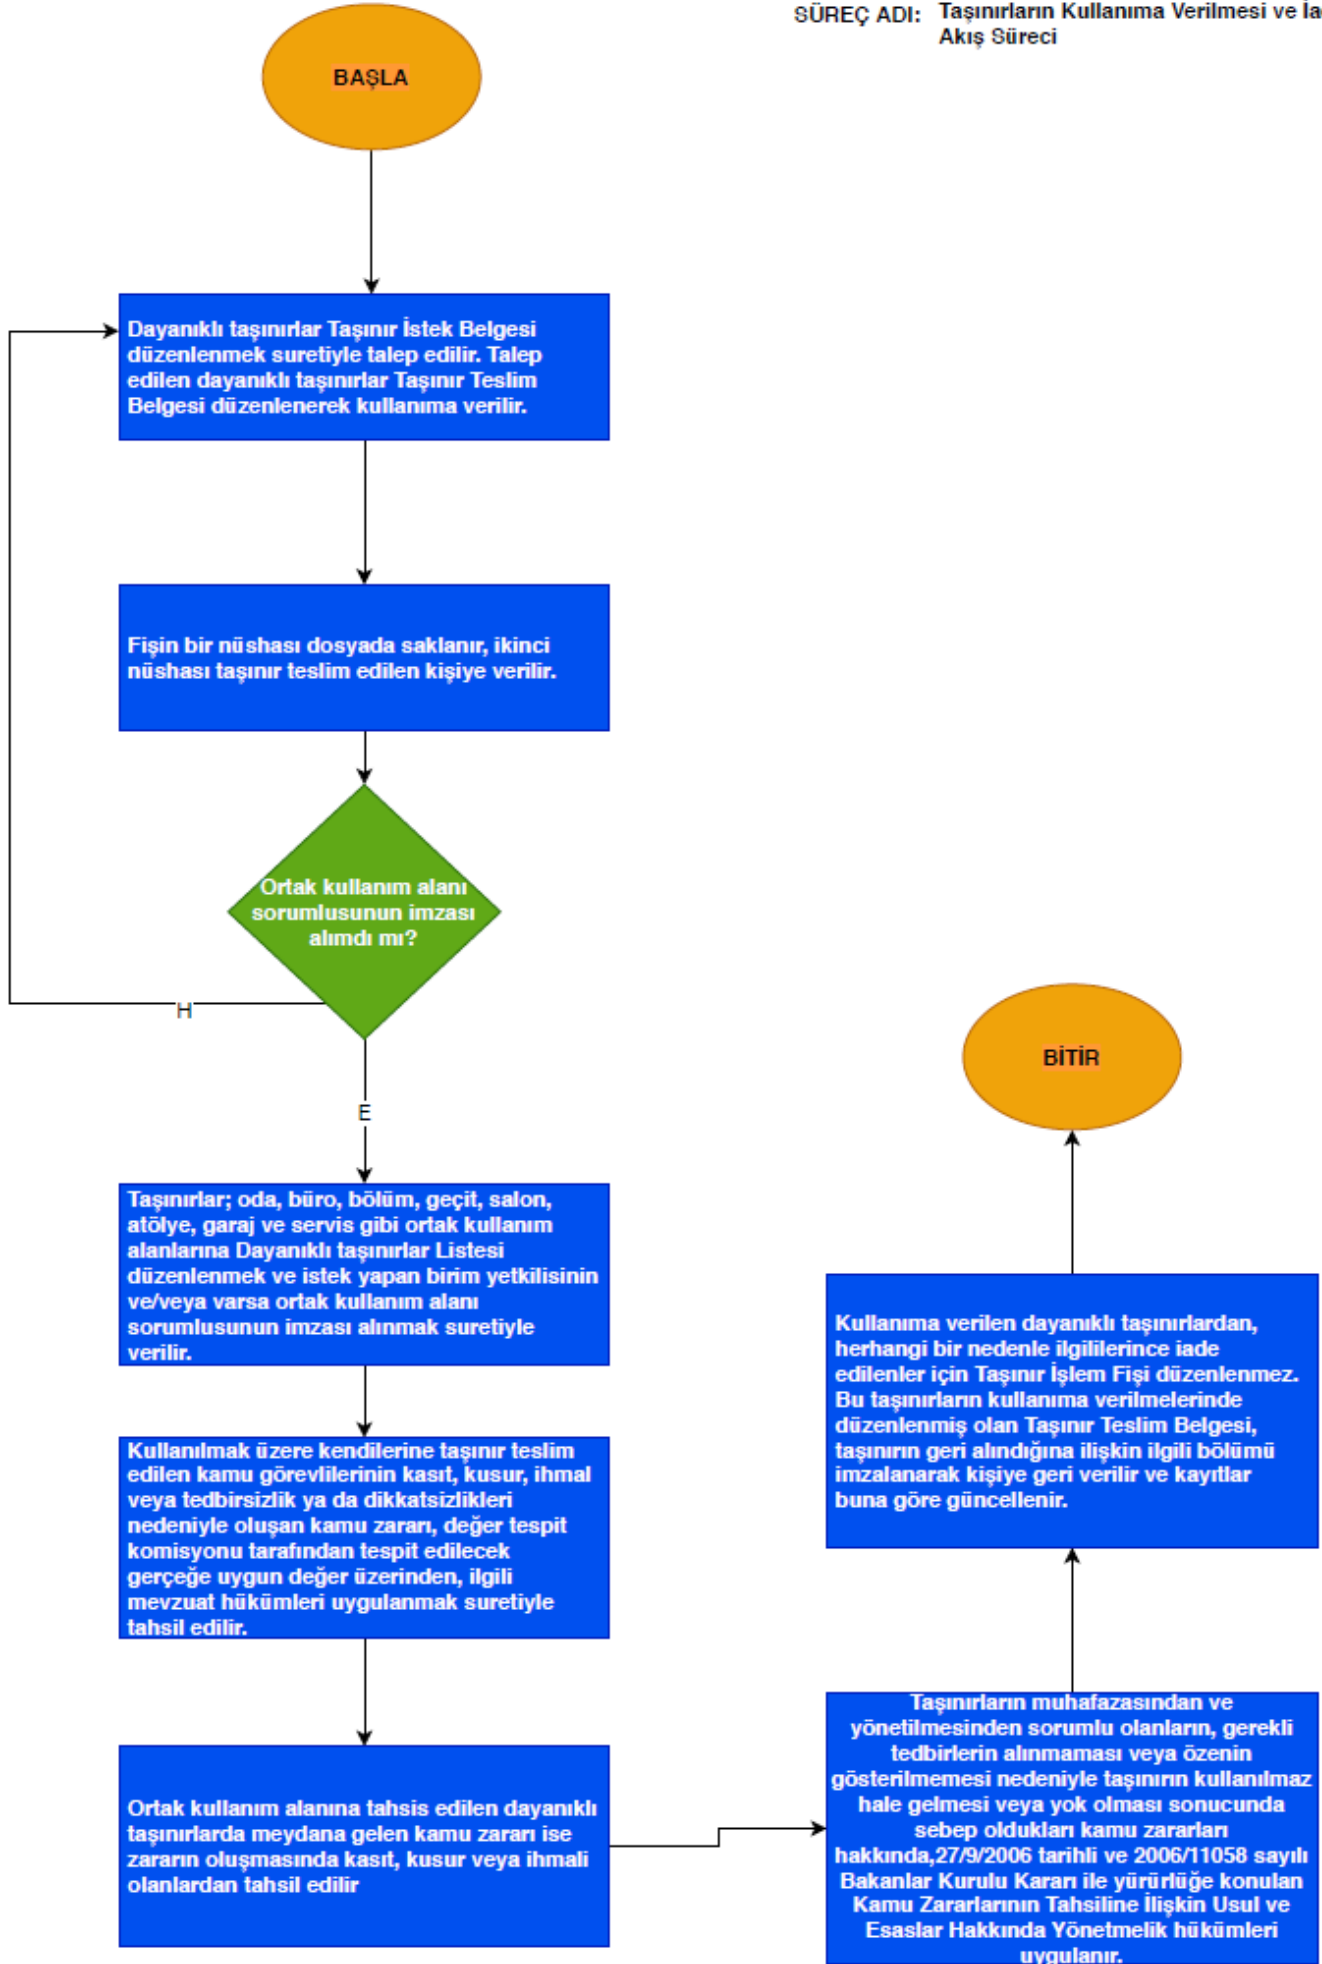 SÜREÇ ADI: Taşınırların Kullanıma Verilmesi ve İa
Akış Süreci
BAŞLA
Dayanıklı taşınırlar Taşınır İstek Belgesi
düzenlenmek suretiyle talep edilir. Talep
edilen dayanıklı taşınırlar Taşınır Teslim
Belgesi düzenlenerek kullanıma verilir.
Fişin bir nüshası dosyada saklanır, ikinci
nüshası taşınır teslim edilen kişiye verilir.
Ortak kullanım alanı
sorumlusunun imzası
alımdı mı?
H
E
Taşınırlar; oda, büro, bölüm, geçit, salon,
atölye, garaj ve servis gibi ortak kullanım
alanlarına Dayanıklı taşınırlar Listesi
düzenlenmek ve istek yapan birim yetkilisinin
ve/veya varsa ortak kullanım alanı
sorumlusunun imzası alınmak suretiyle
verilir.
Kullanılmak üzere kendilerine taşınır teslim
edilen kamu görevlilerinin kasıt, kusur, ihmal
veya tedbirsizlik ya da dikkatsizlikleri
nedeniyle oluşan kamu zararı, değer tespit
komisyonu tarafından tespit edilecek
gerçeğe uygun değer üzerinden, ilgili
mevzuat hükümleri uygulanmak suretiyle
tahsil edilir.
Ortak kullanım alanına tahsis edilen dayanıklı
taşınırlarda meydana gelen kamu zararı ise
zararın oluşmasında kasıt, kusur veya ihmali
olanlardan tahsil edilir
Taşınırların muhafazasından ve
yönetilmesinden sorumlu olanların, gerekli
tedbirlerin alınmaması veya özenin
gösterilmemesi nedeniyle taşınırın kullanılmaz
hale gelmesi veya yok olması sonucunda
sebep oldukları kamu zararları
hakkında,27/9/2006 tarihli ve 2006/11058 sayılı
Bakanlar Kurulu Kararı ile yürürlüğe konulan
Kamu Zararlarının Tahsiline İlişkin Usul ve
Esaslar Hakkında Yönetmelik hükümleri
uygulanır.
Kullanıma verilen dayanıklı taşınırlardan,
herhangi bir nedenle ilgililerince iade
edilenler için Taşınır İşlem Fişi düzenlenmez.
Bu taşınırların kullanıma verilmelerinde
düzenlenmiş olan Taşınır Teslim Belgesi,
taşınırın geri alındığına ilişkin ilgili bölümü
imzalanarak kişiye geri verilir ve kayıtlar
buna göre güncellenir.
BİTİR